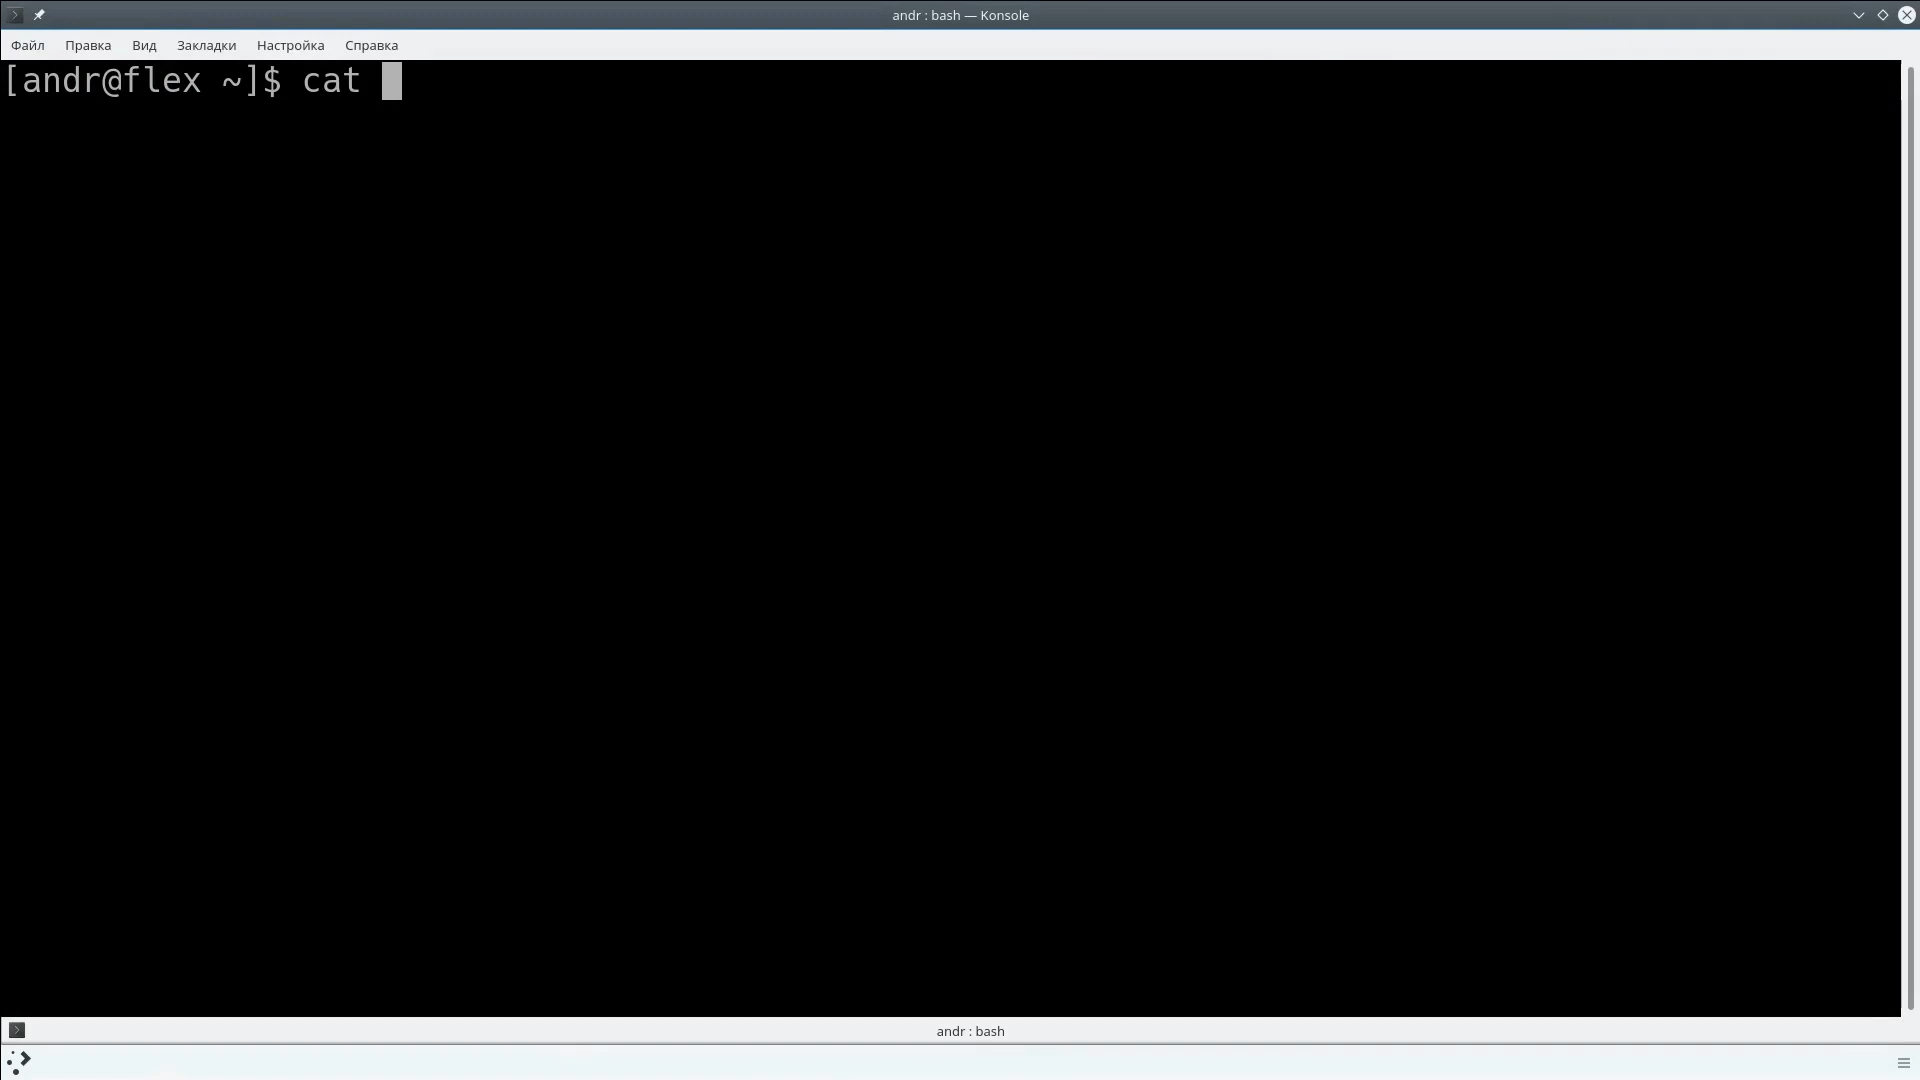 andr : bash — Konsole
Файл Правка Вид Закладки Настройка Справка
[andr@flex ~]$ cat
andr : bash